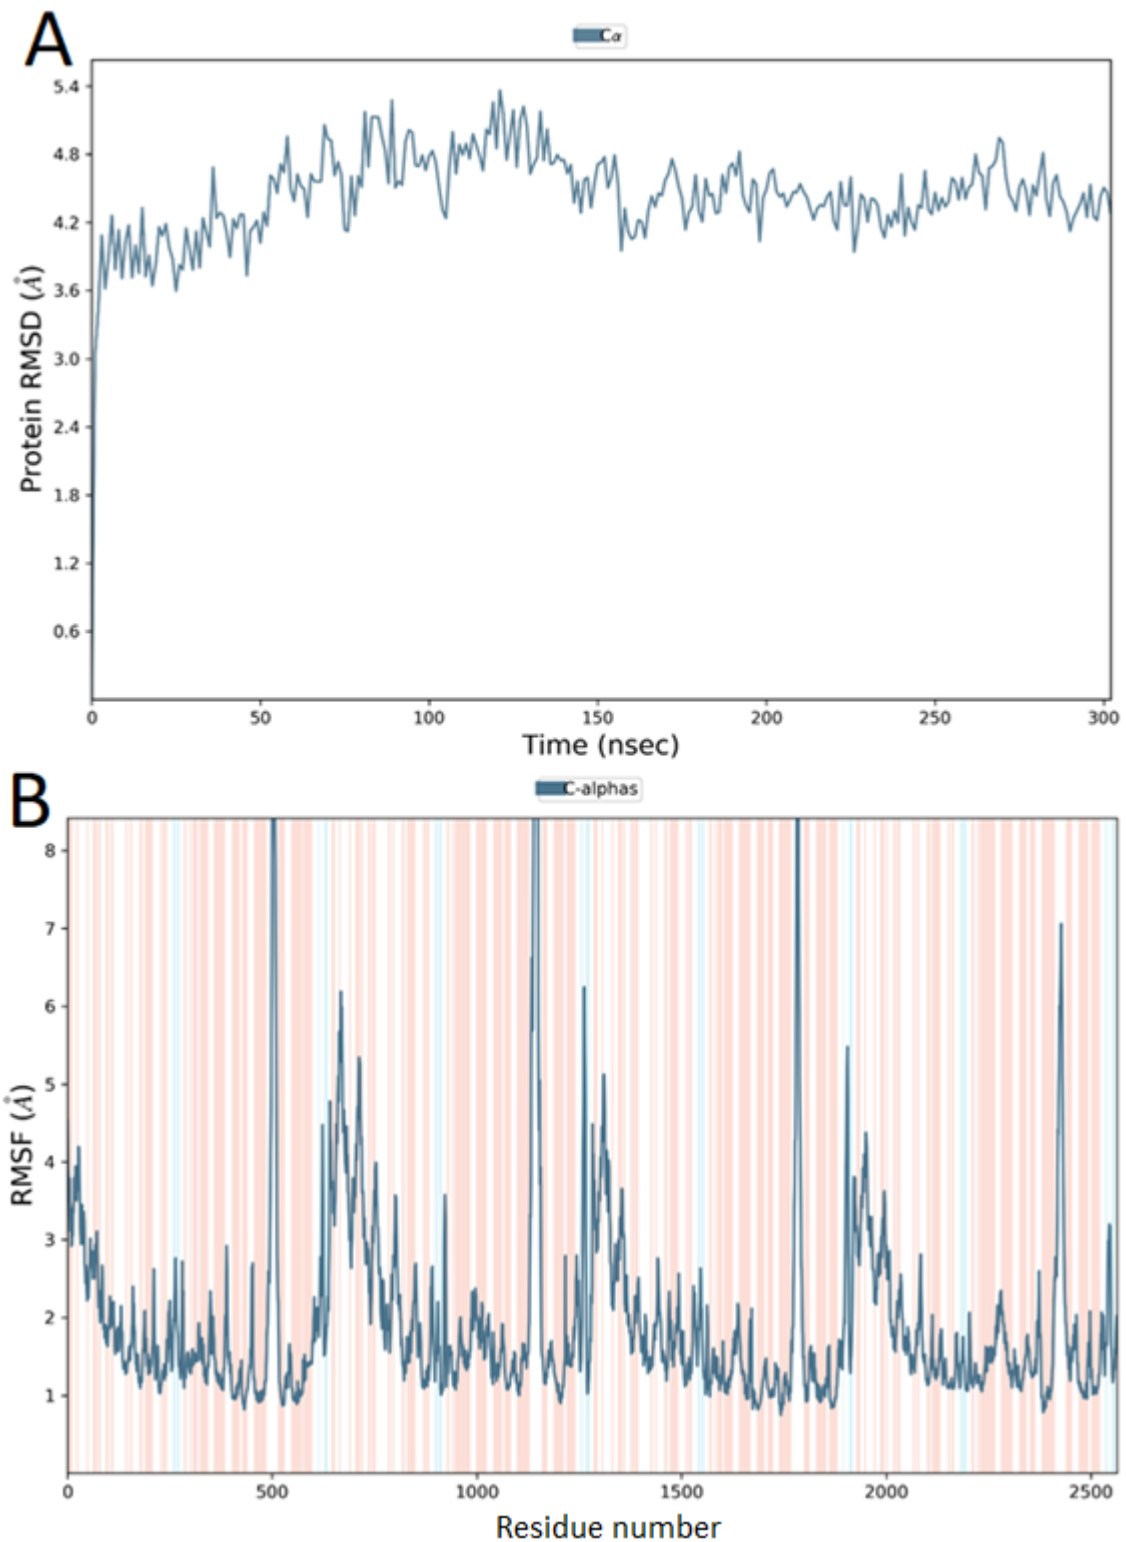 A
Cα
5.4
4.8
4.2
3.6
3.0
2.4
1.8
1.2
0.6
Protein RMSD (Å)
0 50 100 150 200 250 300
Time (nsec)
B
C-alphas
8
7
6
5
4
3
2
1
RMSF (Å)
0 500 1000 1500 2000 2500
Residue number